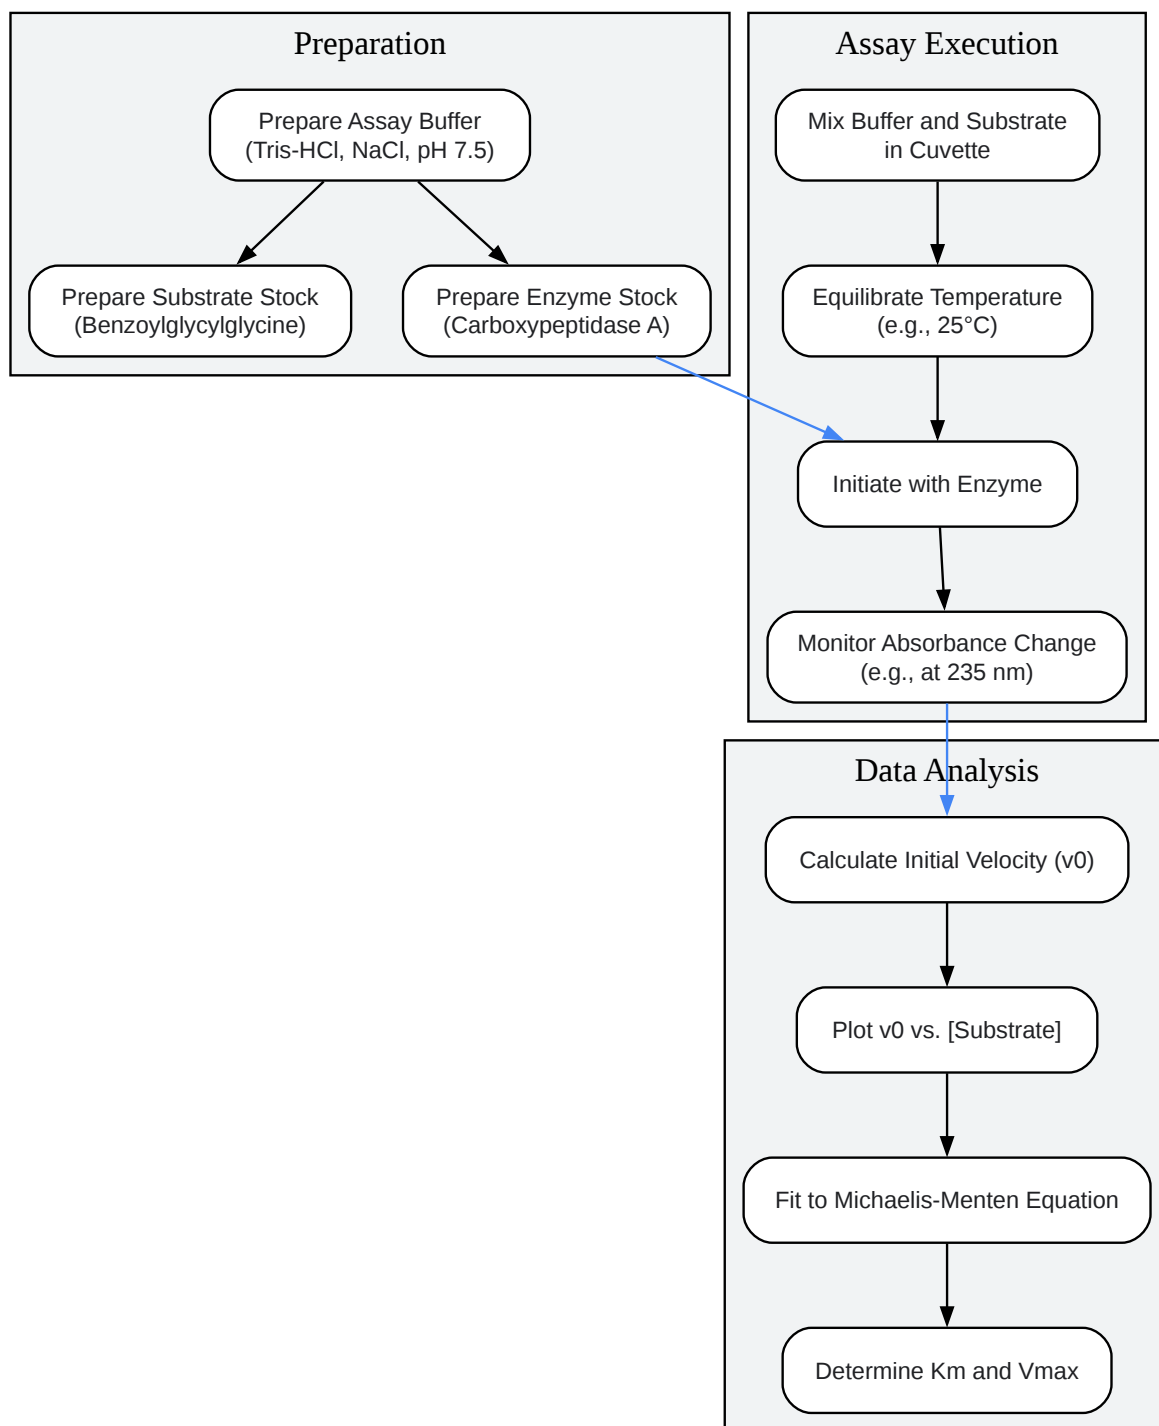 Preparation
Prepare Assay Buffer
(Tris-HCl, NaCl, pH 7.5)
Prepare Substrate Stock
(Benzoylglycylglycine)
Prepare Enzyme Stock
(Carboxypeptidase A)
Assay Execution
Mix Buffer and Substrate
in Cuvette
Equilibrate Temperature
(e.g., 25°C)
Initiate with Enzyme
Monitor Absorbance Change
(e.g., at 235 nm)
Data Analysis
Calculate Initial Velocity (v0)
Plot v0 vs. [Substrate]
Fit to Michaelis-Menten Equation
Determine Km and Vmax